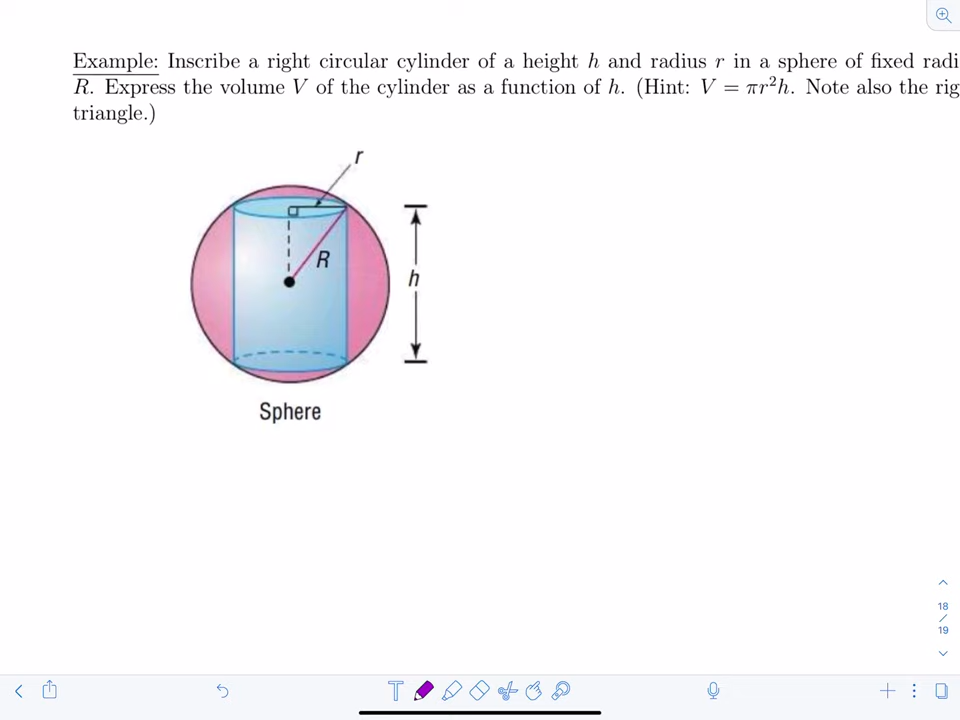 Example: Inscribe a right circular cylinder of a height h and radius r in a sphere of fixed radi
R. Express the volume V of the cylinder as a function of h. (Hint: V = πr²h. Note also the rig
triangle.)
r
R
h
Sphere
18
/
19
T